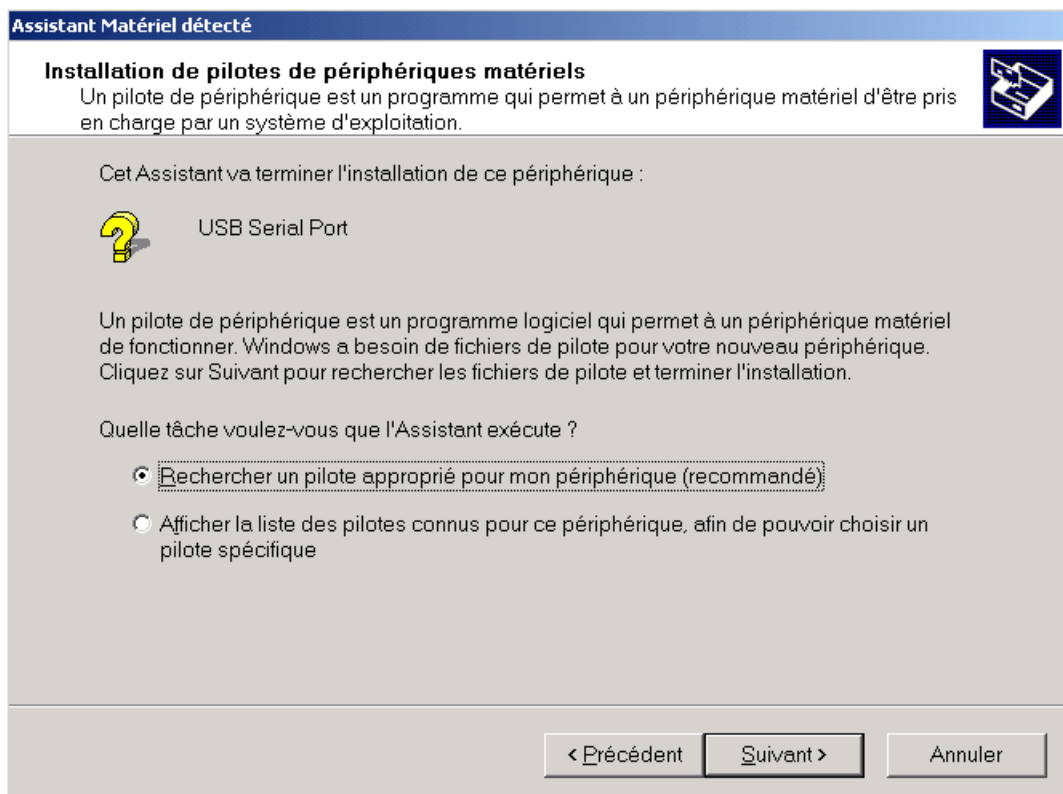 Assistant Matériel détecté
Installation de pilotes de périphériques matériels
Un pilote de périphérique est un programme qui permet à un périphérique matériel d'être pris
en charge par un système d'exploitation.
Cet Assistant va terminer l'installation de ce périphérique :
USB Serial Port
Un pilote de périphérique est un programme logiciel qui permet à un périphérique matériel
de fonctionner. Windows a besoin de fichiers de pilote pour votre nouveau périphérique.
Cliquez sur Suivant pour rechercher les fichiers de pilote et terminer l'installation.
Quelle tâche voulez-vous que l'Assistant exécute ?
Rechercher un pilote approprié pour mon périphérique (recommandé)
Afficher la liste des pilotes connus pour ce périphérique, afin de pouvoir choisir un
pilote spécifique
< Précédent Suivant > Annuler